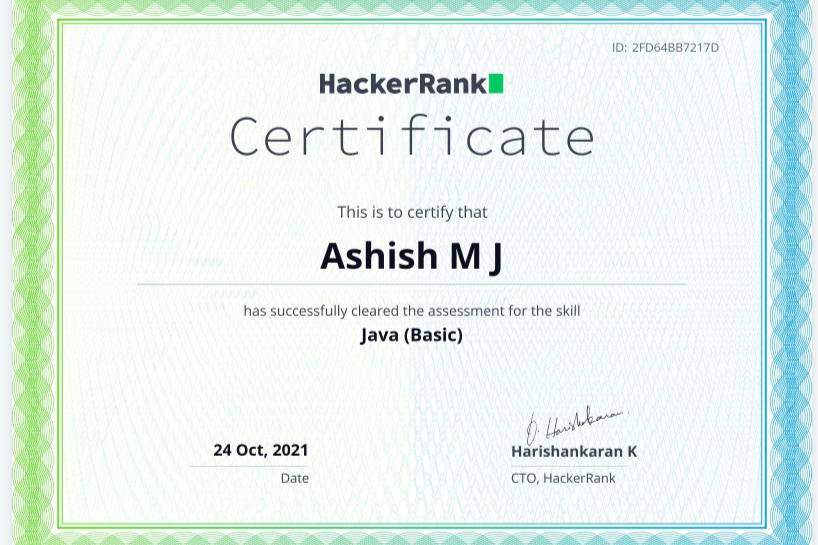 ID: 2FD64BB7217D
HackerRank
Certificate
This is to certify that
Ashish M J
has successfully cleared the assessment for the skill
Java (Basic)
24 Oct, 2021
Date
Harishankaran K
CTO, HackerRank